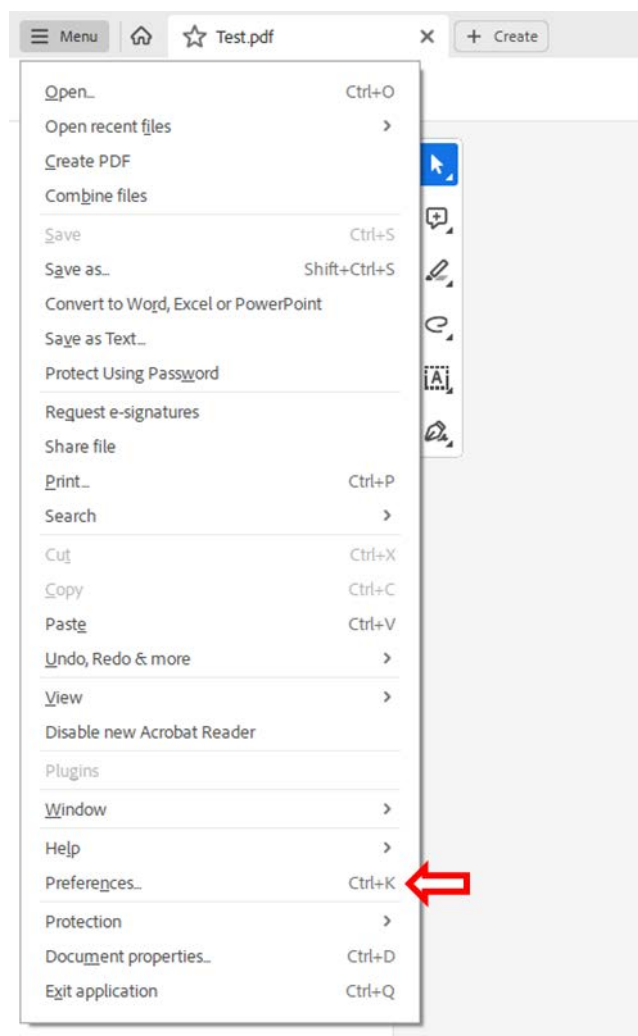 Menu Test.pdf + Create
Open... Ctrl+O
Open recent files
Create PDF
Combine files
Save Ctrl+S
Save as... Shift+Ctrl+S
Convert to Word, Excel or PowerPoint
Save as Text...
Protect Using Password
Request e-signatures
Share file
Print... Ctrl+P
Search
Cut Ctrl+X
Copy Ctrl+C
Paste Ctrl+V
Undo, Redo & more
View
Disable new Acrobat Reader
Plugins
Window
Help
Preferences... Ctrl+K
Protection
Document properties... Ctrl+D
Exit application Ctrl+Q
A